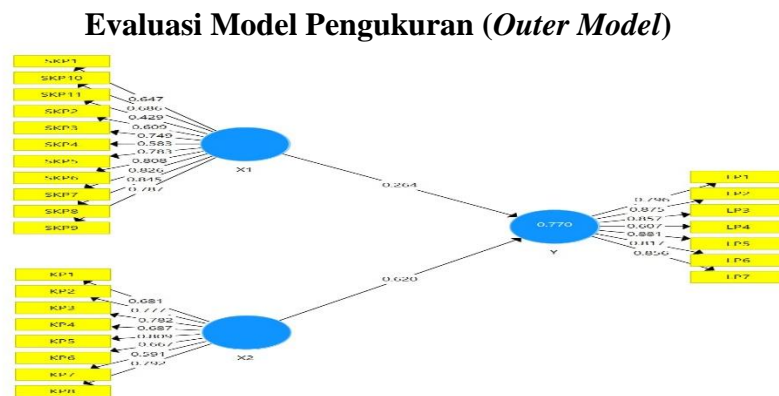 Evaluasi Model Pengukuran (Outer Model)
SKP1
SKP10
SKP11
SKP2
SKP3
SKP4
SKP5
SKP6
SKP7
SKP8
SKP9
0.647
0.686
0.429
0.609
0.749
0.583
0.783
0.808
0.826
0.845
0.787
X1
0.264
KP1
KP2
KP3
KP4
KP5
KP6
KP7
KP8
0.681
0.777
0.782
0.687
0.809
0.667
0.591
0.792
X2
0.620
0.770
Y
0.796
0.875
0.857
0.607
0.881
0.817
0.856
LP1
LP2
LP3
LP4
LP5
LP6
LP7